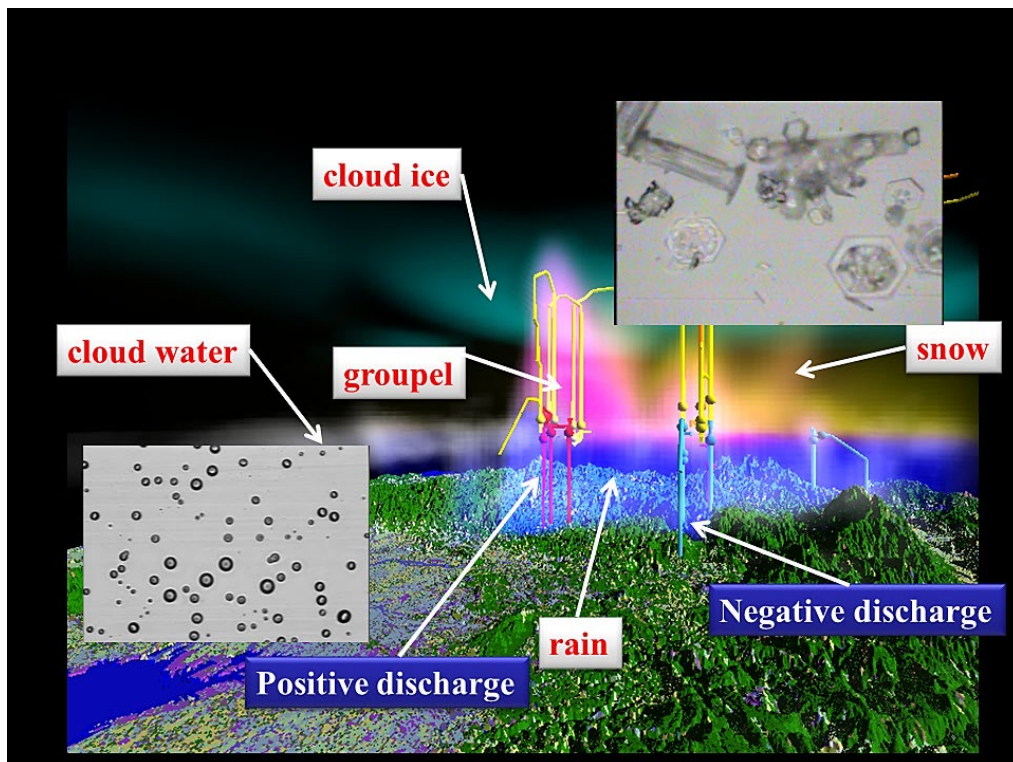 cloud ice
cloud water
groupel
snow
Negative discharge
rain
Positive discharge